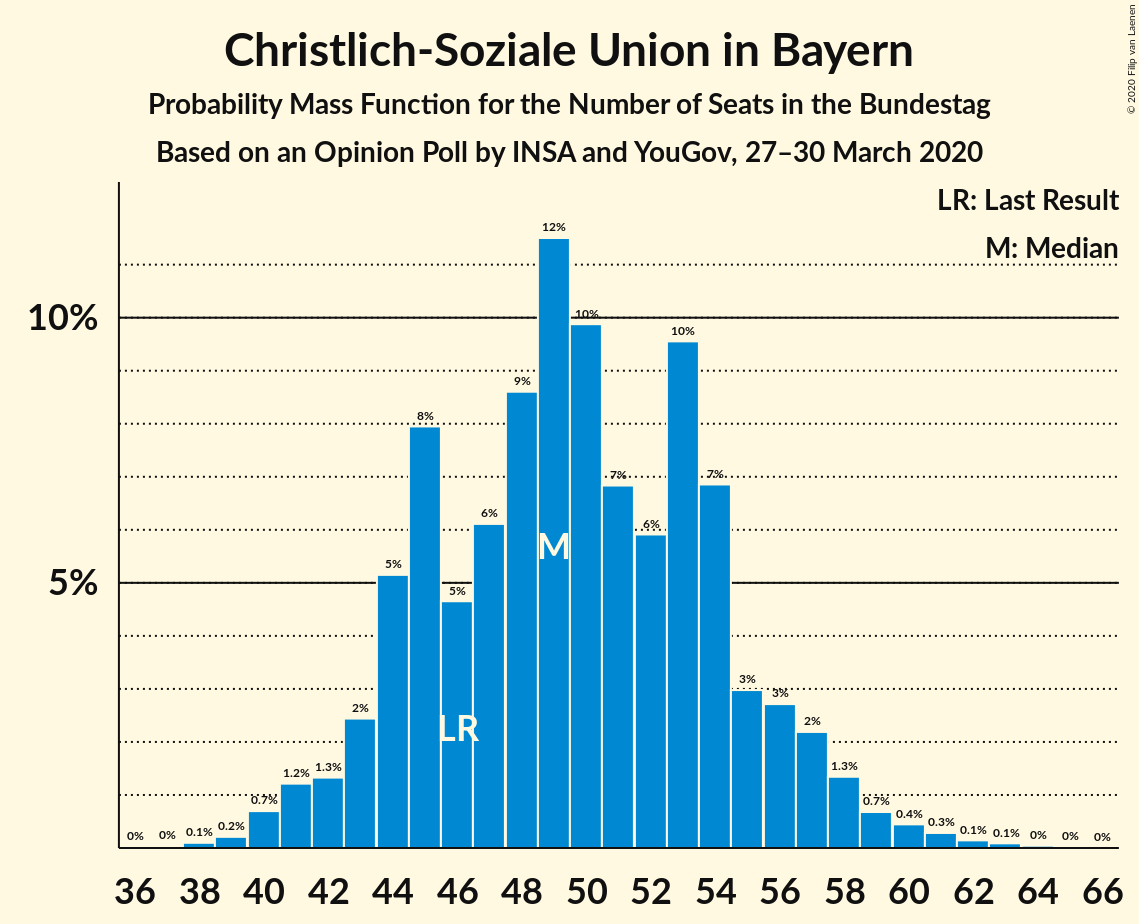 Christlich-Soziale Union in Bayern
Probability Mass Function for the Number of Seats in the Bundestag
Based on an Opinion Poll by INSA and YouGov, 27–30 March 2020
© 2020 Filip van Laenen
LR: Last Result
M: Median
10%
5%
0% 0% 0.1% 0.2% 0.7% 1.2% 1.3% 2% 5% 8% 5% 6% 9% 12% 10% 7% 6% 10% 7% 3% 3% 2% 1.3% 0.7% 0.4% 0.3% 0.1% 0.1% 0% 0% 0%
M
LR
36 38 40 42 44 46 48 50 52 54 56 58 60 62 64 66